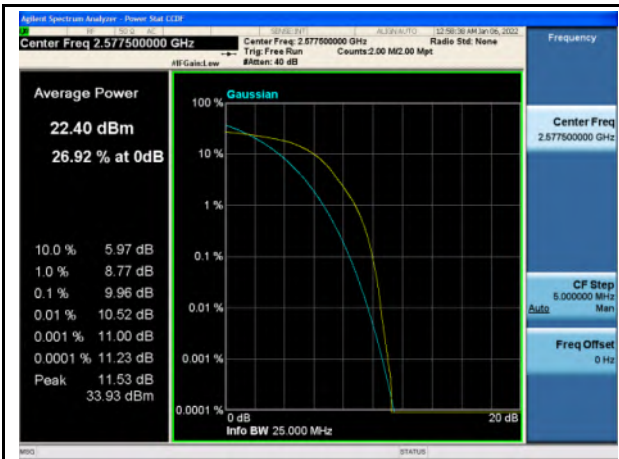 Agilent Spectrum Analyzer - Power Stat CCDF
RF 50 Ω AC SENSE:INT ALIGN AUTO 12:58:38 AM Jan 06, 2022
Center Freq 2.577500000 GHz
Center Freq: 2.577500000 GHz
Radio Std: None
Trig: Free Run
Counts:2.00 M/2.00 Mpt
#IFGain:Low
#Atten: 40 dB
Frequency
Average Power
22.40 dBm
26.92 % at 0dB
10.0 % 5.97 dB
1.0 % 8.77 dB
0.1 % 9.96 dB
0.01 % 10.52 dB
0.001 % 11.00 dB
0.0001 % 11.23 dB
Peak 11.53 dB
33.93 dBm
Gaussian
100 %
10 %
1 %
0.1 %
0.01 %
0.001 %
0.0001 %
0 dB
20 dB
Info BW 25.000 MHz
Center Freq
2.577500000 GHz
CF Step
5.000000 MHz
Auto Man
Freq Offset
0 Hz
MSG
STATUS